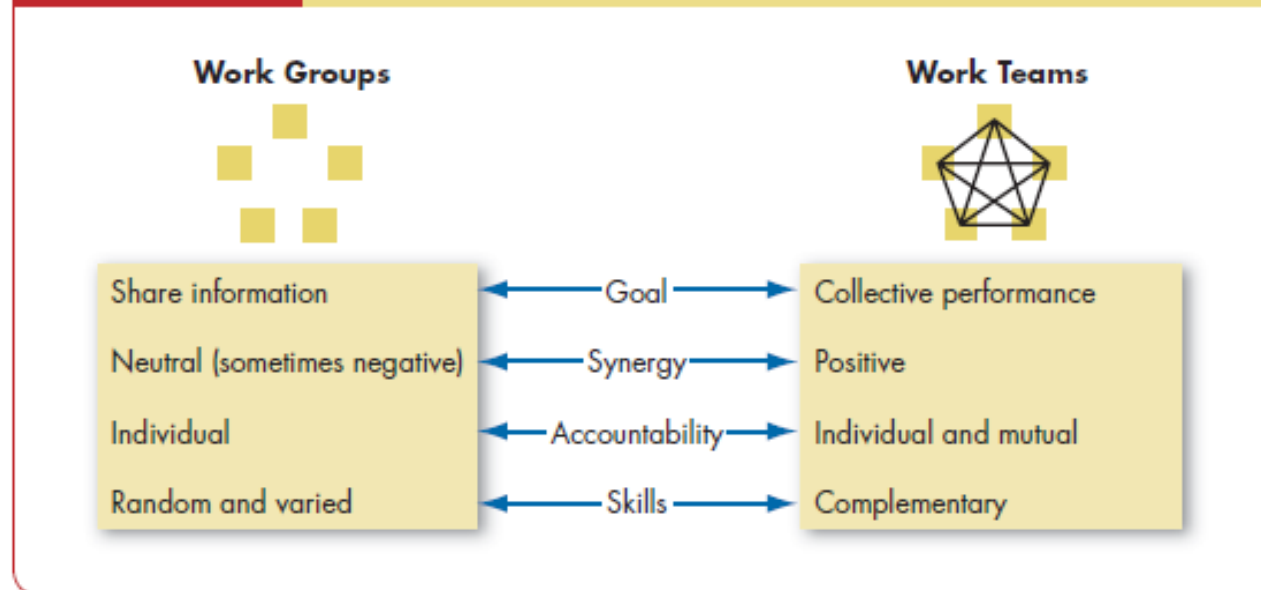 Work Groups
Work Teams
Share information
Goal
Collective performance
Neutral (sometimes negative)
Synergy
Positive
Individual
Accountability
Individual and mutual
Random and varied
Skills
Complementary